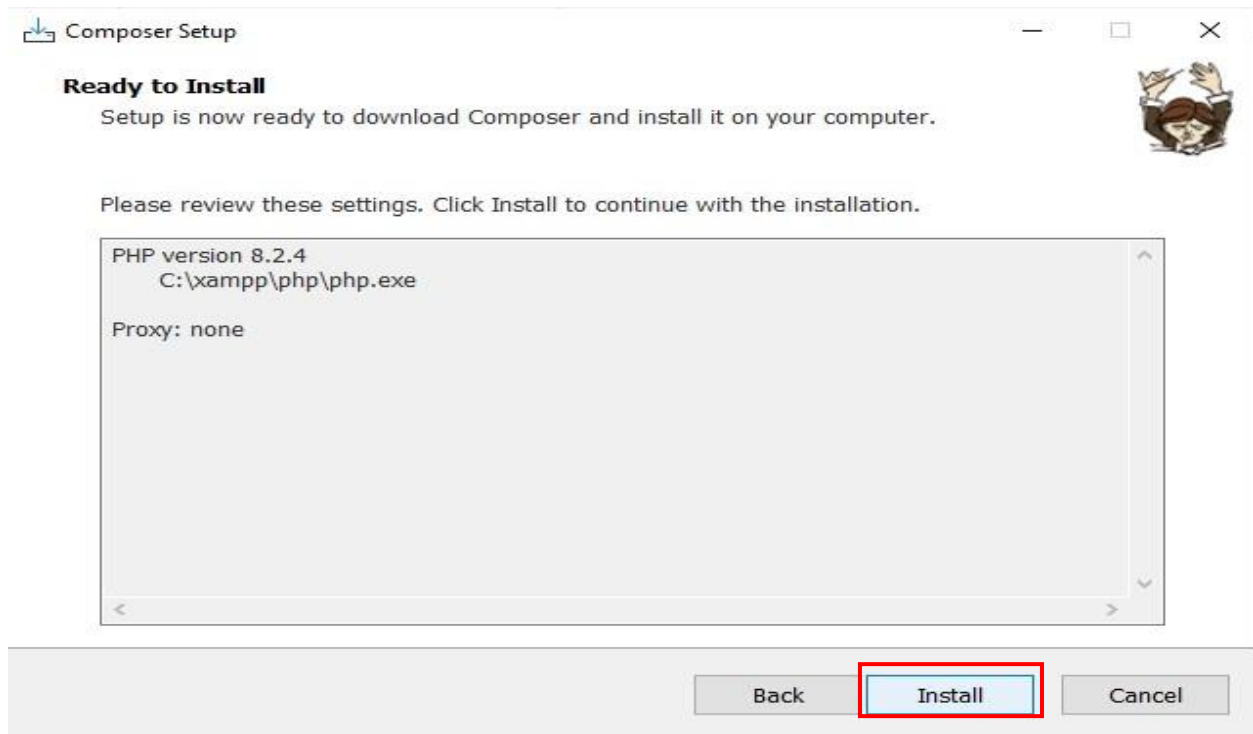 Composer Setup
Ready to Install
Setup is now ready to download Composer and install it on your computer.
Please review these settings. Click Install to continue with the installation.
PHP version 8.2.4
C:\xampp\php\php.exe
Proxy: none
Back Install Cancel